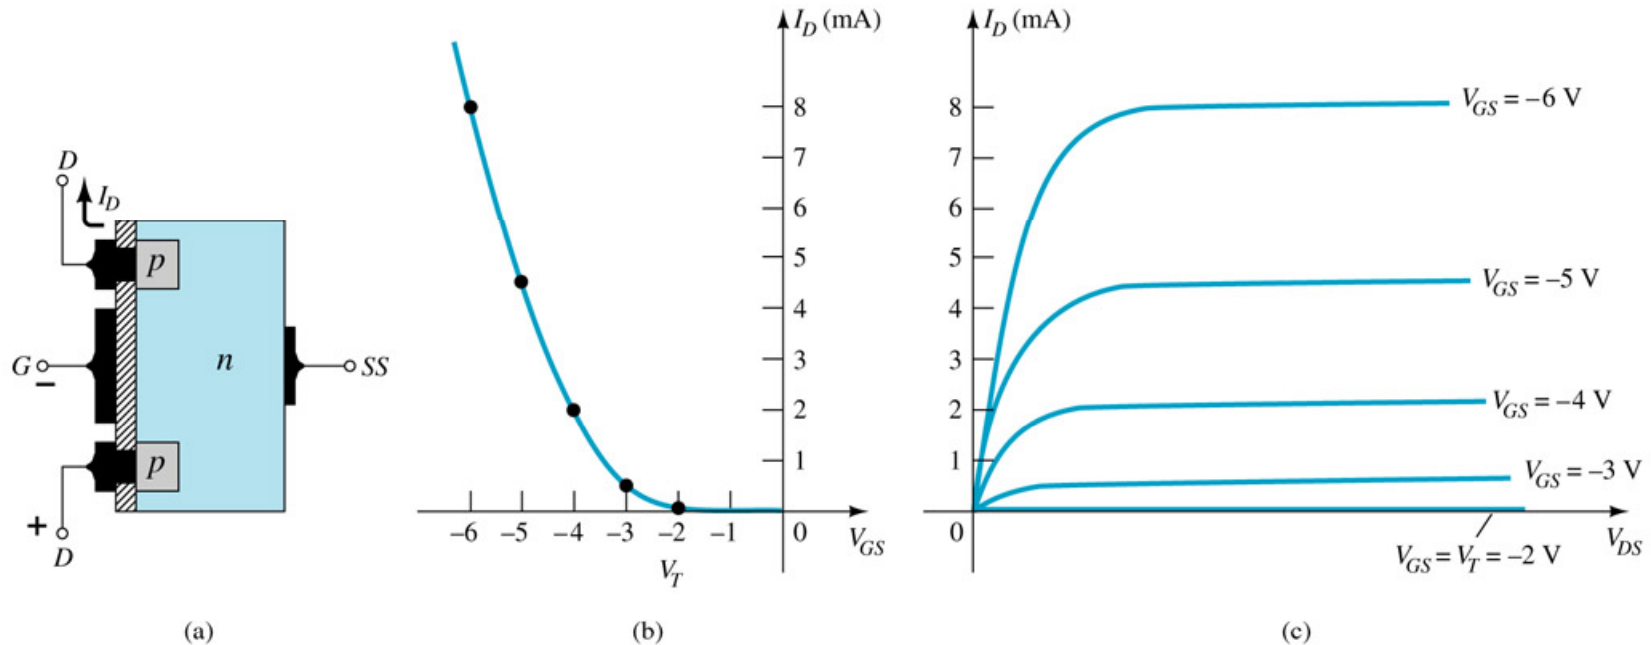 D
I_D
p
G
–
n
SS
p
+
D
(a)
I_D (mA)
8
7
6
5
4
3
2
1
0
–6 –5 –4 –3 –2 –1
V_T
V_GS
(b)
I_D (mA)
8
7
6
5
4
3
2
1
0
V_GS = –6 V
V_GS = –5 V
V_GS = –4 V
V_GS = –3 V
V_GS = V_T = –2 V
V_DS
(c)